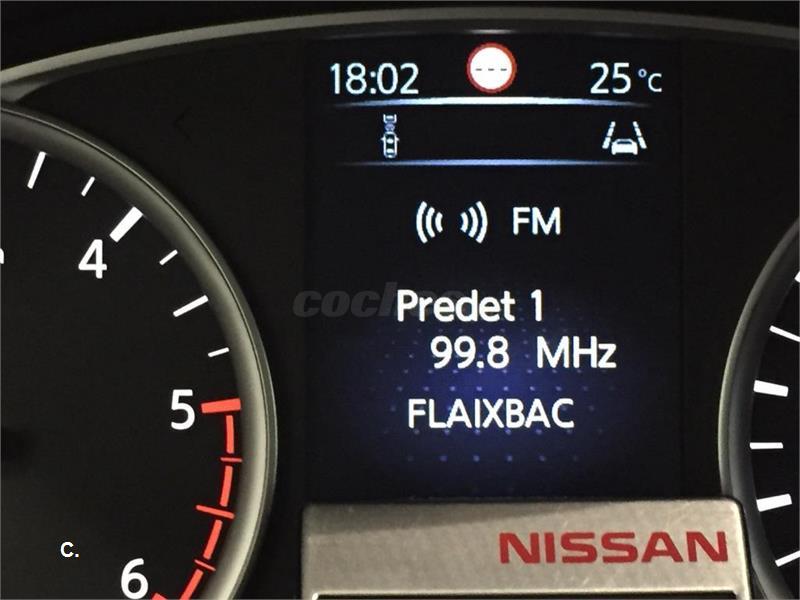 18:02
---
25 °C
FM
4
Predet 1
99.8 MHz
5
FLAIXBAC
NISSAN
C.
6